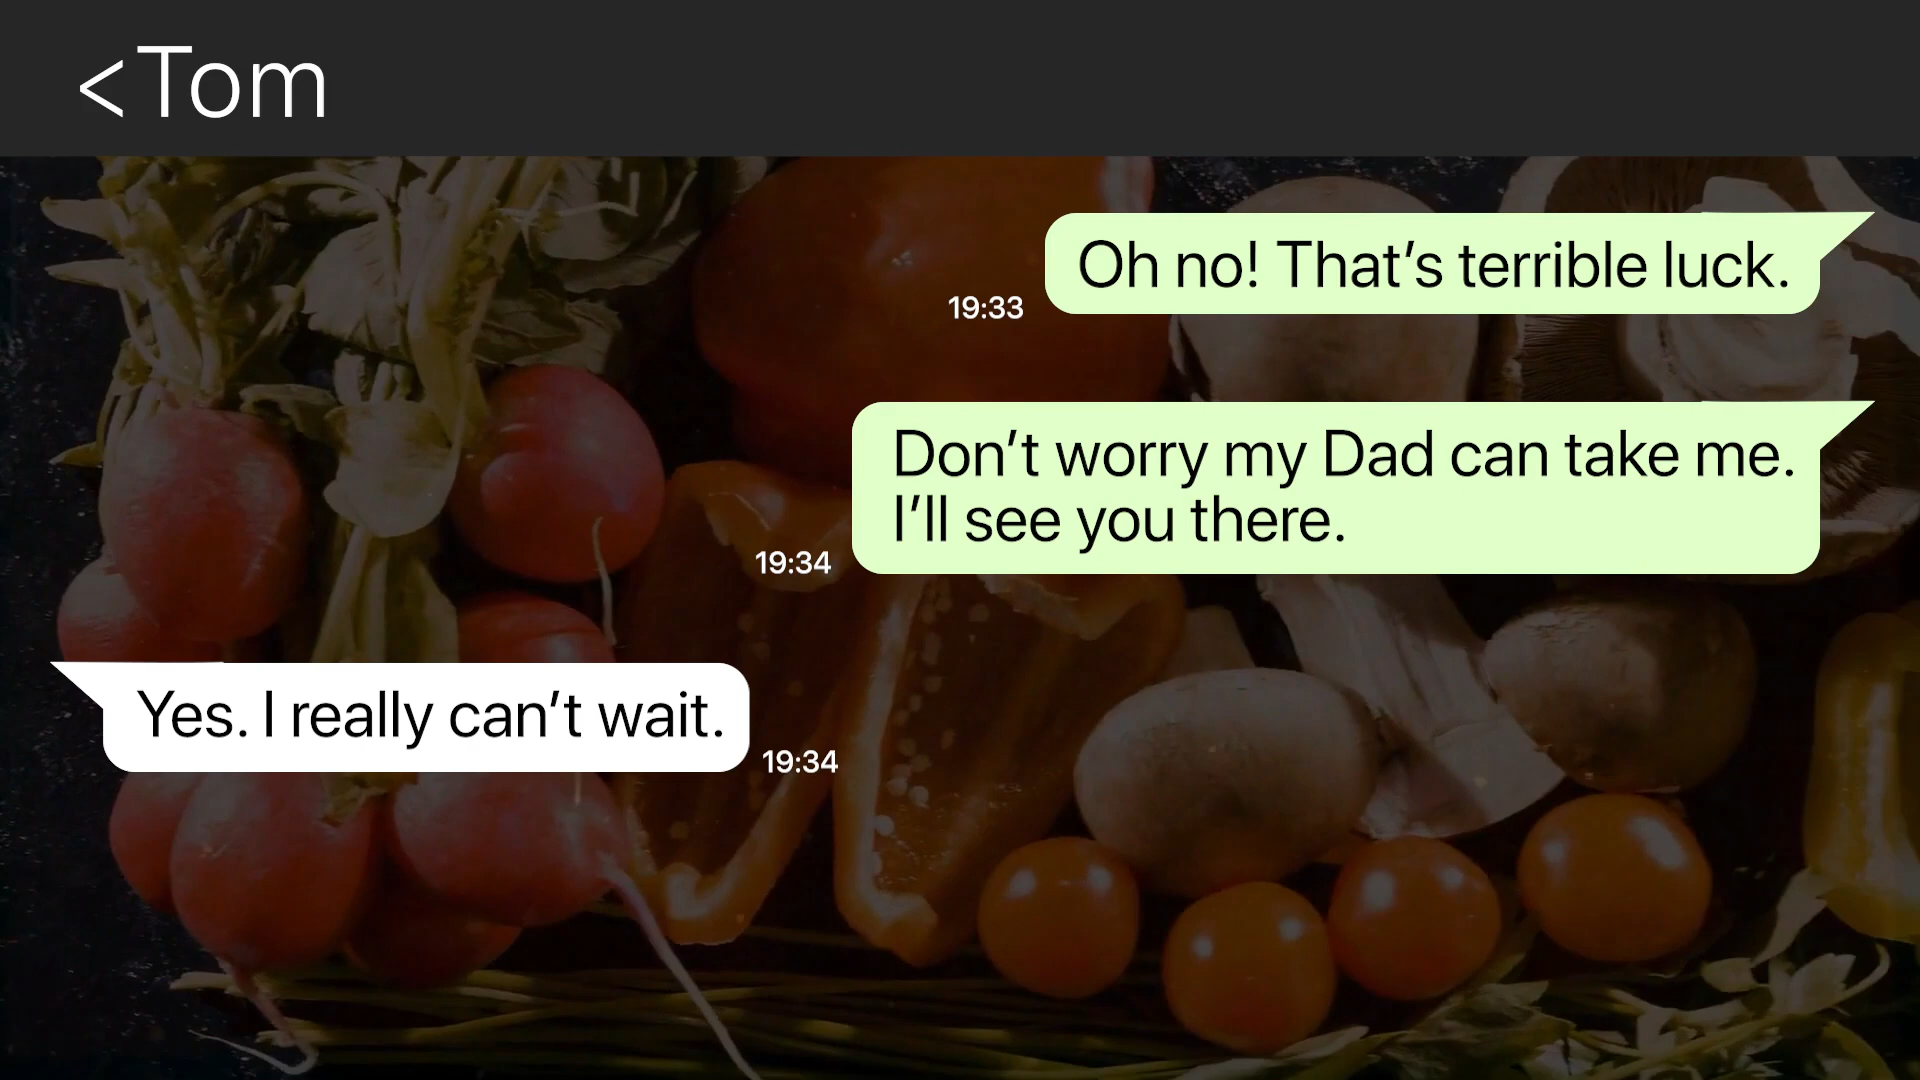 <Tom
Oh no! That’s terrible luck.
19:33
Don’t worry my Dad can take me.
I’ll see you there.
19:34
Yes. I really can’t wait.
19:34